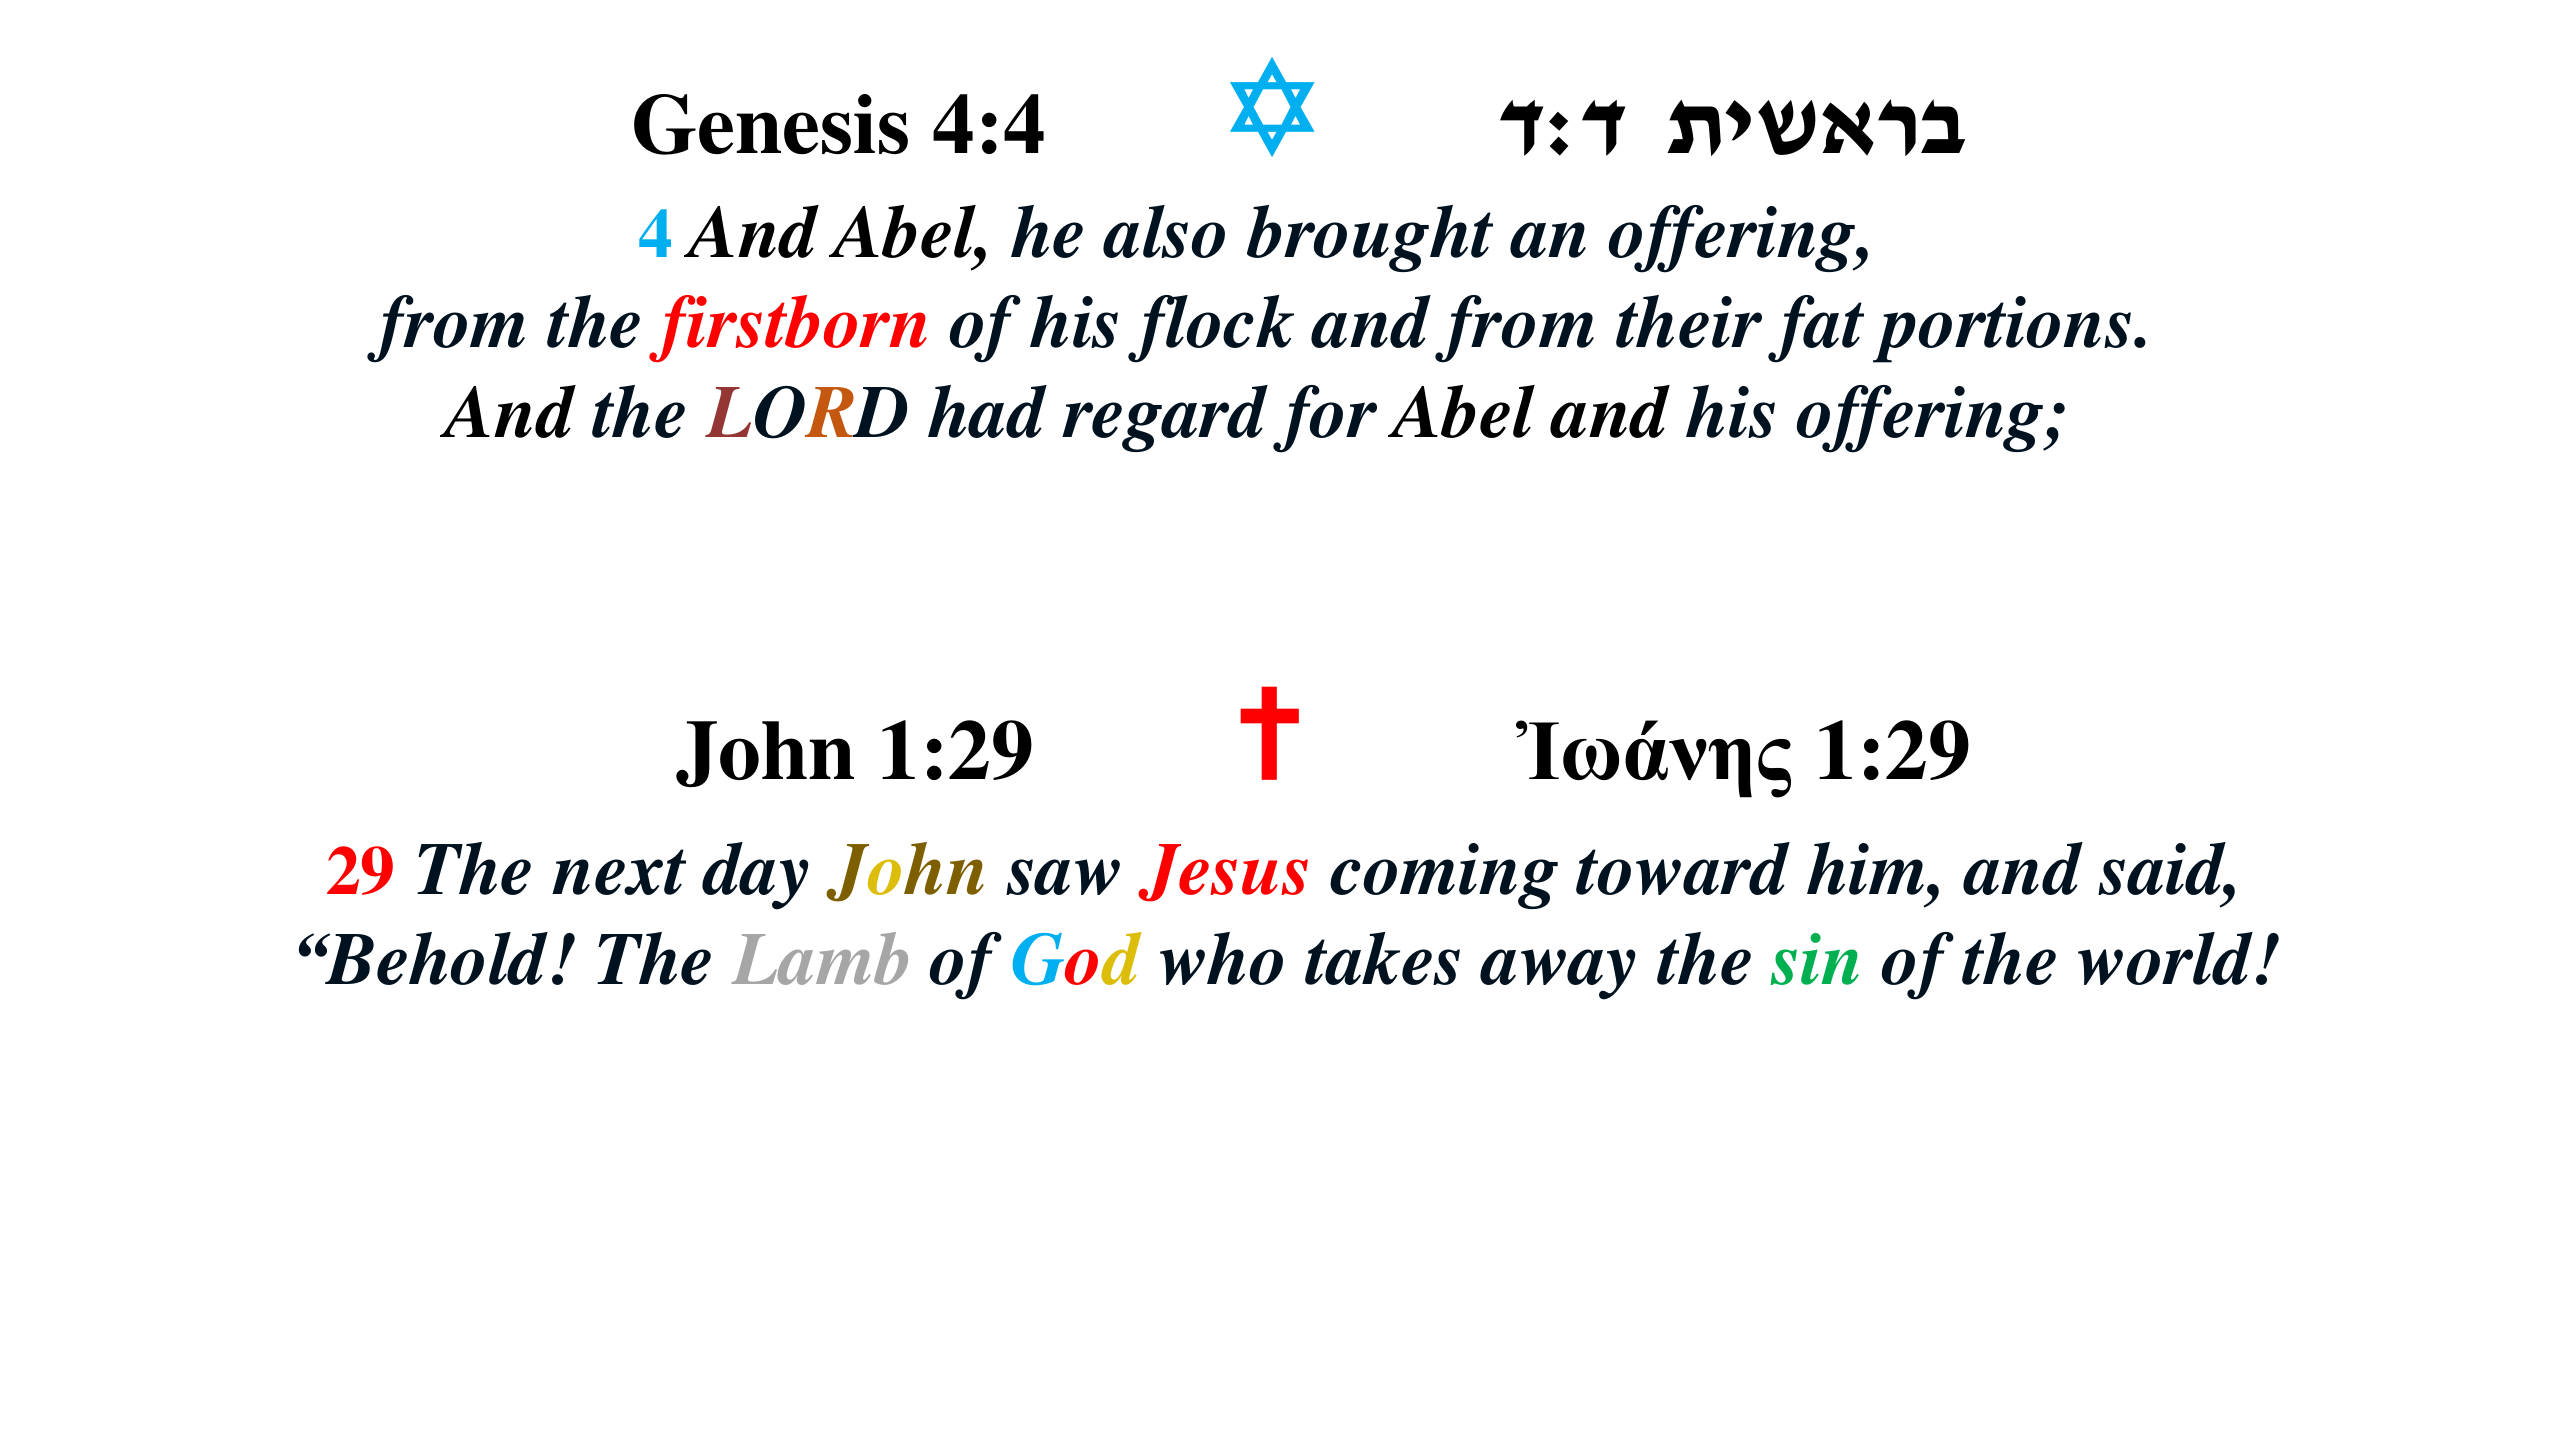 Genesis 4:4 ✡ בראשית ד:ד
4 And Abel, he also brought an offering,
from the firstborn of his flock and from their fat portions.
And the LORD had regard for Abel and his offering;
John 1:29 ✝ Ἰωάνης 1:29
29 The next day John saw Jesus coming toward him, and said,
“Behold! The Lamb of God who takes away the sin of the world!